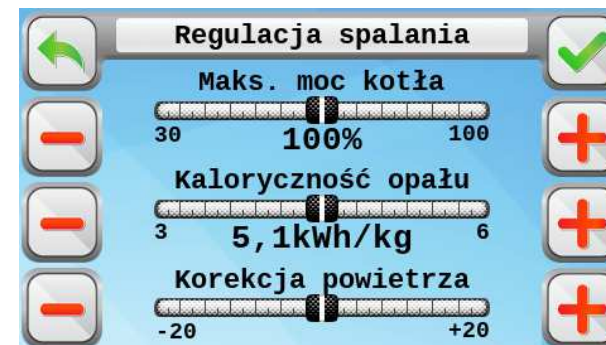 Regulacja spalania
Maks. moc kotła
30 100% 100
Kaloryczność opału
3 5,1kWh/kg 6
Korekcja powietrza
-20 +20